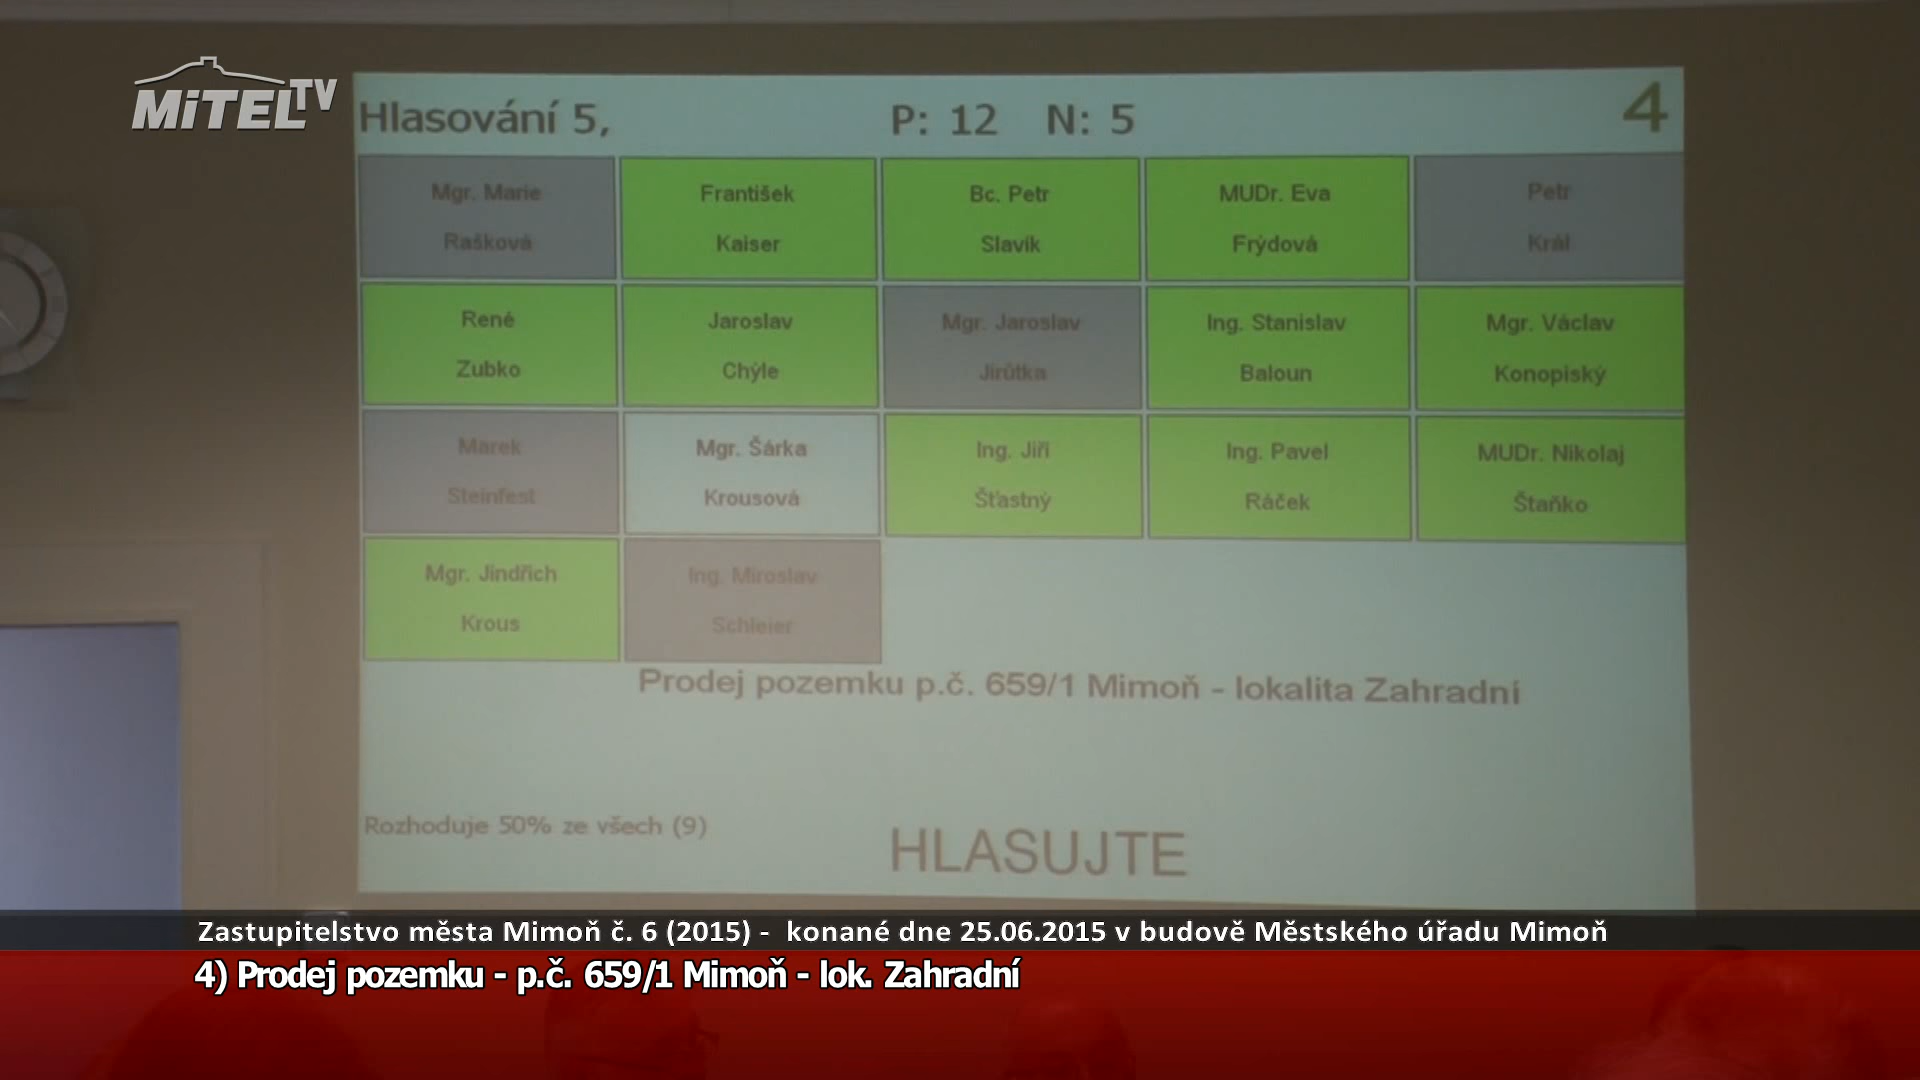 MiTEL TV
Hlasování 5,
P: 12 N: 5
4
Mgr. Marie
Rašková
František
Kaiser
Bc. Petr
Slavík
MUDr. Eva
Frýdová
Petr
Král
René
Zubko
Jaroslav
Chýle
Mgr. Jaroslav
Jirůtka
Ing. Stanislav
Baloun
Mgr. Václav
Konopiský
Marek
Steinfest
Mgr. Šárka
Krousová
Ing. Jiří
Šťastný
Ing. Pavel
Ráček
MUDr. Nikolaj
Štaňko
Mgr. Jindřich
Krous
Ing. Miroslav
Schleier
Prodej pozemku p.č. 659/1 Mimoň - lokalita Zahradní
Rozhoduje 50% ze všech (9)
HLASUJTE
Zastupitelstvo města Mimoň č. 6 (2015) - konané dne 25.06.2015 v budově Městského úřadu Mimoň
4) Prodej pozemku - p.č. 659/1 Mimoň - lok. Zahradní